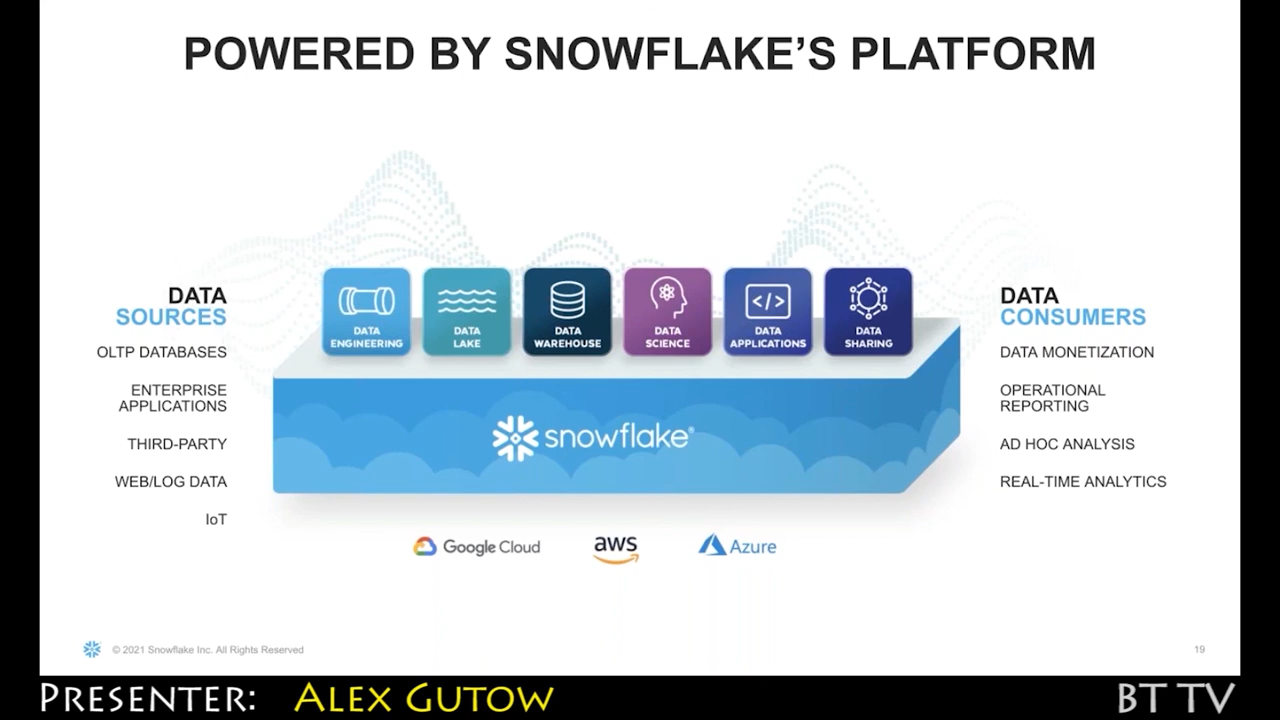 POWERED BY SNOWFLAKE’S PLATFORM
DATA
SOURCES
OLTP DATABASES
ENTERPRISE
APPLICATIONS
THIRD-PARTY
WEB/LOG DATA
IoT
DATA
ENGINEERING
DATA
LAKE
DATA
WAREHOUSE
DATA
SCIENCE
DATA
APPLICATIONS
DATA
SHARING
snowflake®
Google Cloud
aws
Azure
DATA
CONSUMERS
DATA MONETIZATION
OPERATIONAL
REPORTING
AD HOC ANALYSIS
REAL-TIME ANALYTICS
© 2021 Snowflake Inc. All Rights Reserved
19
PRESENTER: ALEX GUTOW
BT TV